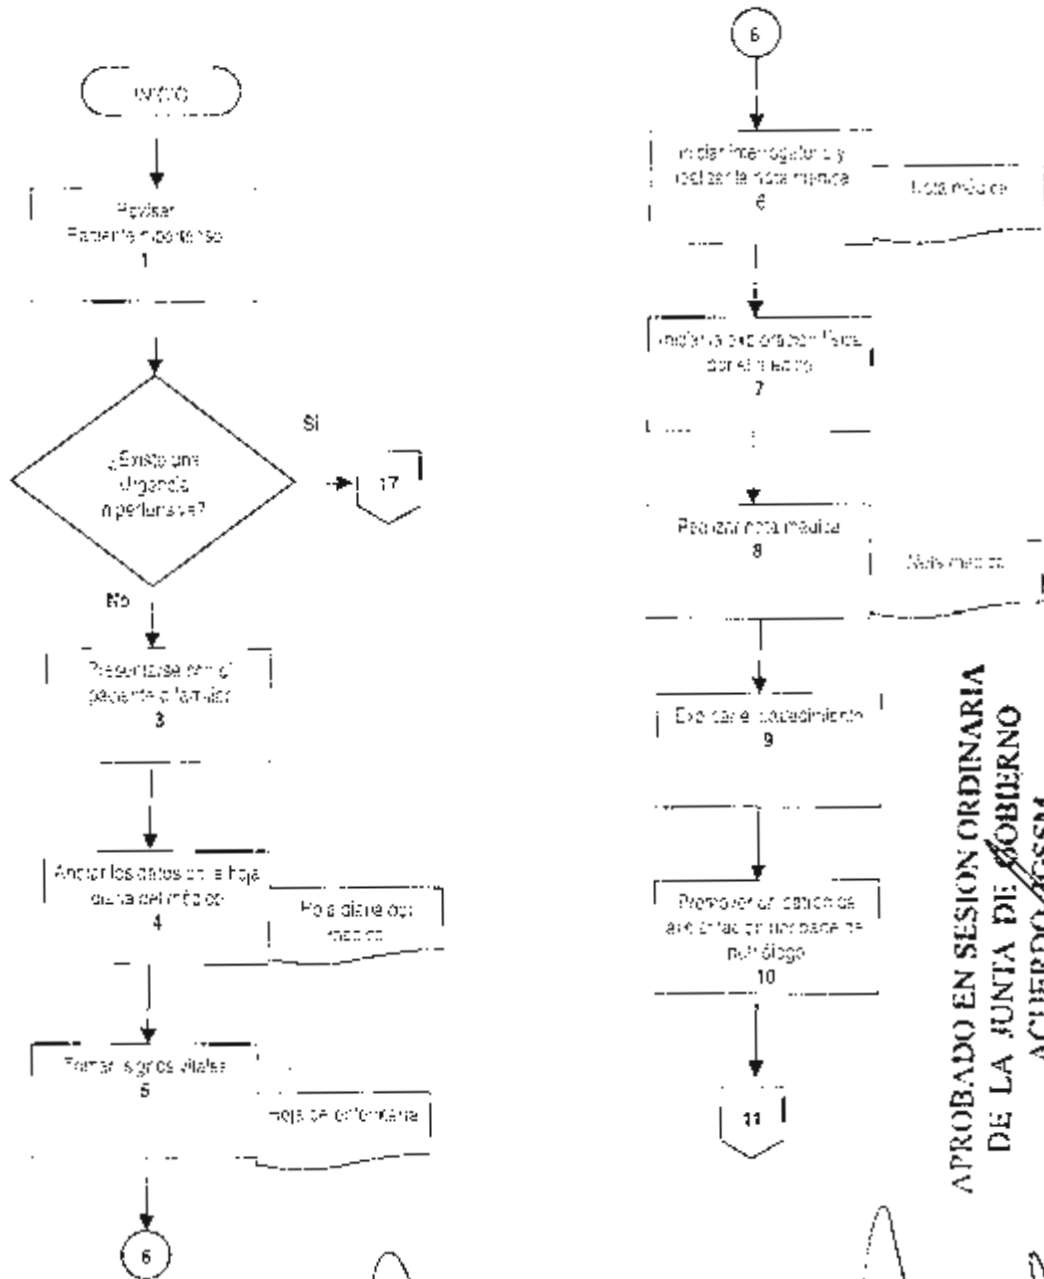 INICIO
Revisar
Paciente hipertenso
1
¿Existe una
Urgencia
hipertensiva?
Si
17
No
Presentarse con el
paciente o familiar
3
Anotar los datos en la hoja
diaria del médico
4
Hoja diaria del
médico
Tomar signos vitales
5
Hoja de enfermería
6
6
Iniciar interrogatorio y
realizar la nota médica
6
Nota médica
Iniciar la exploración física
por el médico
7
Realizar nota médica
8
Nota médica
Explicar el padecimiento
9
Promover un patrón de
alimentación por parte de
nutriólogo
10
11
APROBADO EN SESION ORDINARIA
DE LA JUNTA DE GOBIERNO
ACUERDO